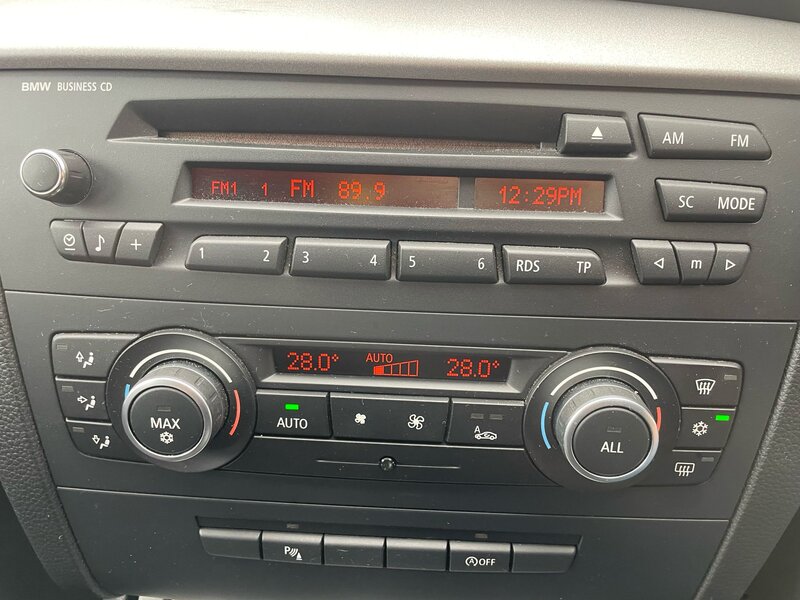 BMW BUSINESS CD
AM FM
FM1 1 FM 89.9 12:29PM
SC MODE
1 2 3 4 5 6 RDS TP m
28.0° AUTO 28.0°
MAX AUTO A ALL
P A OFF